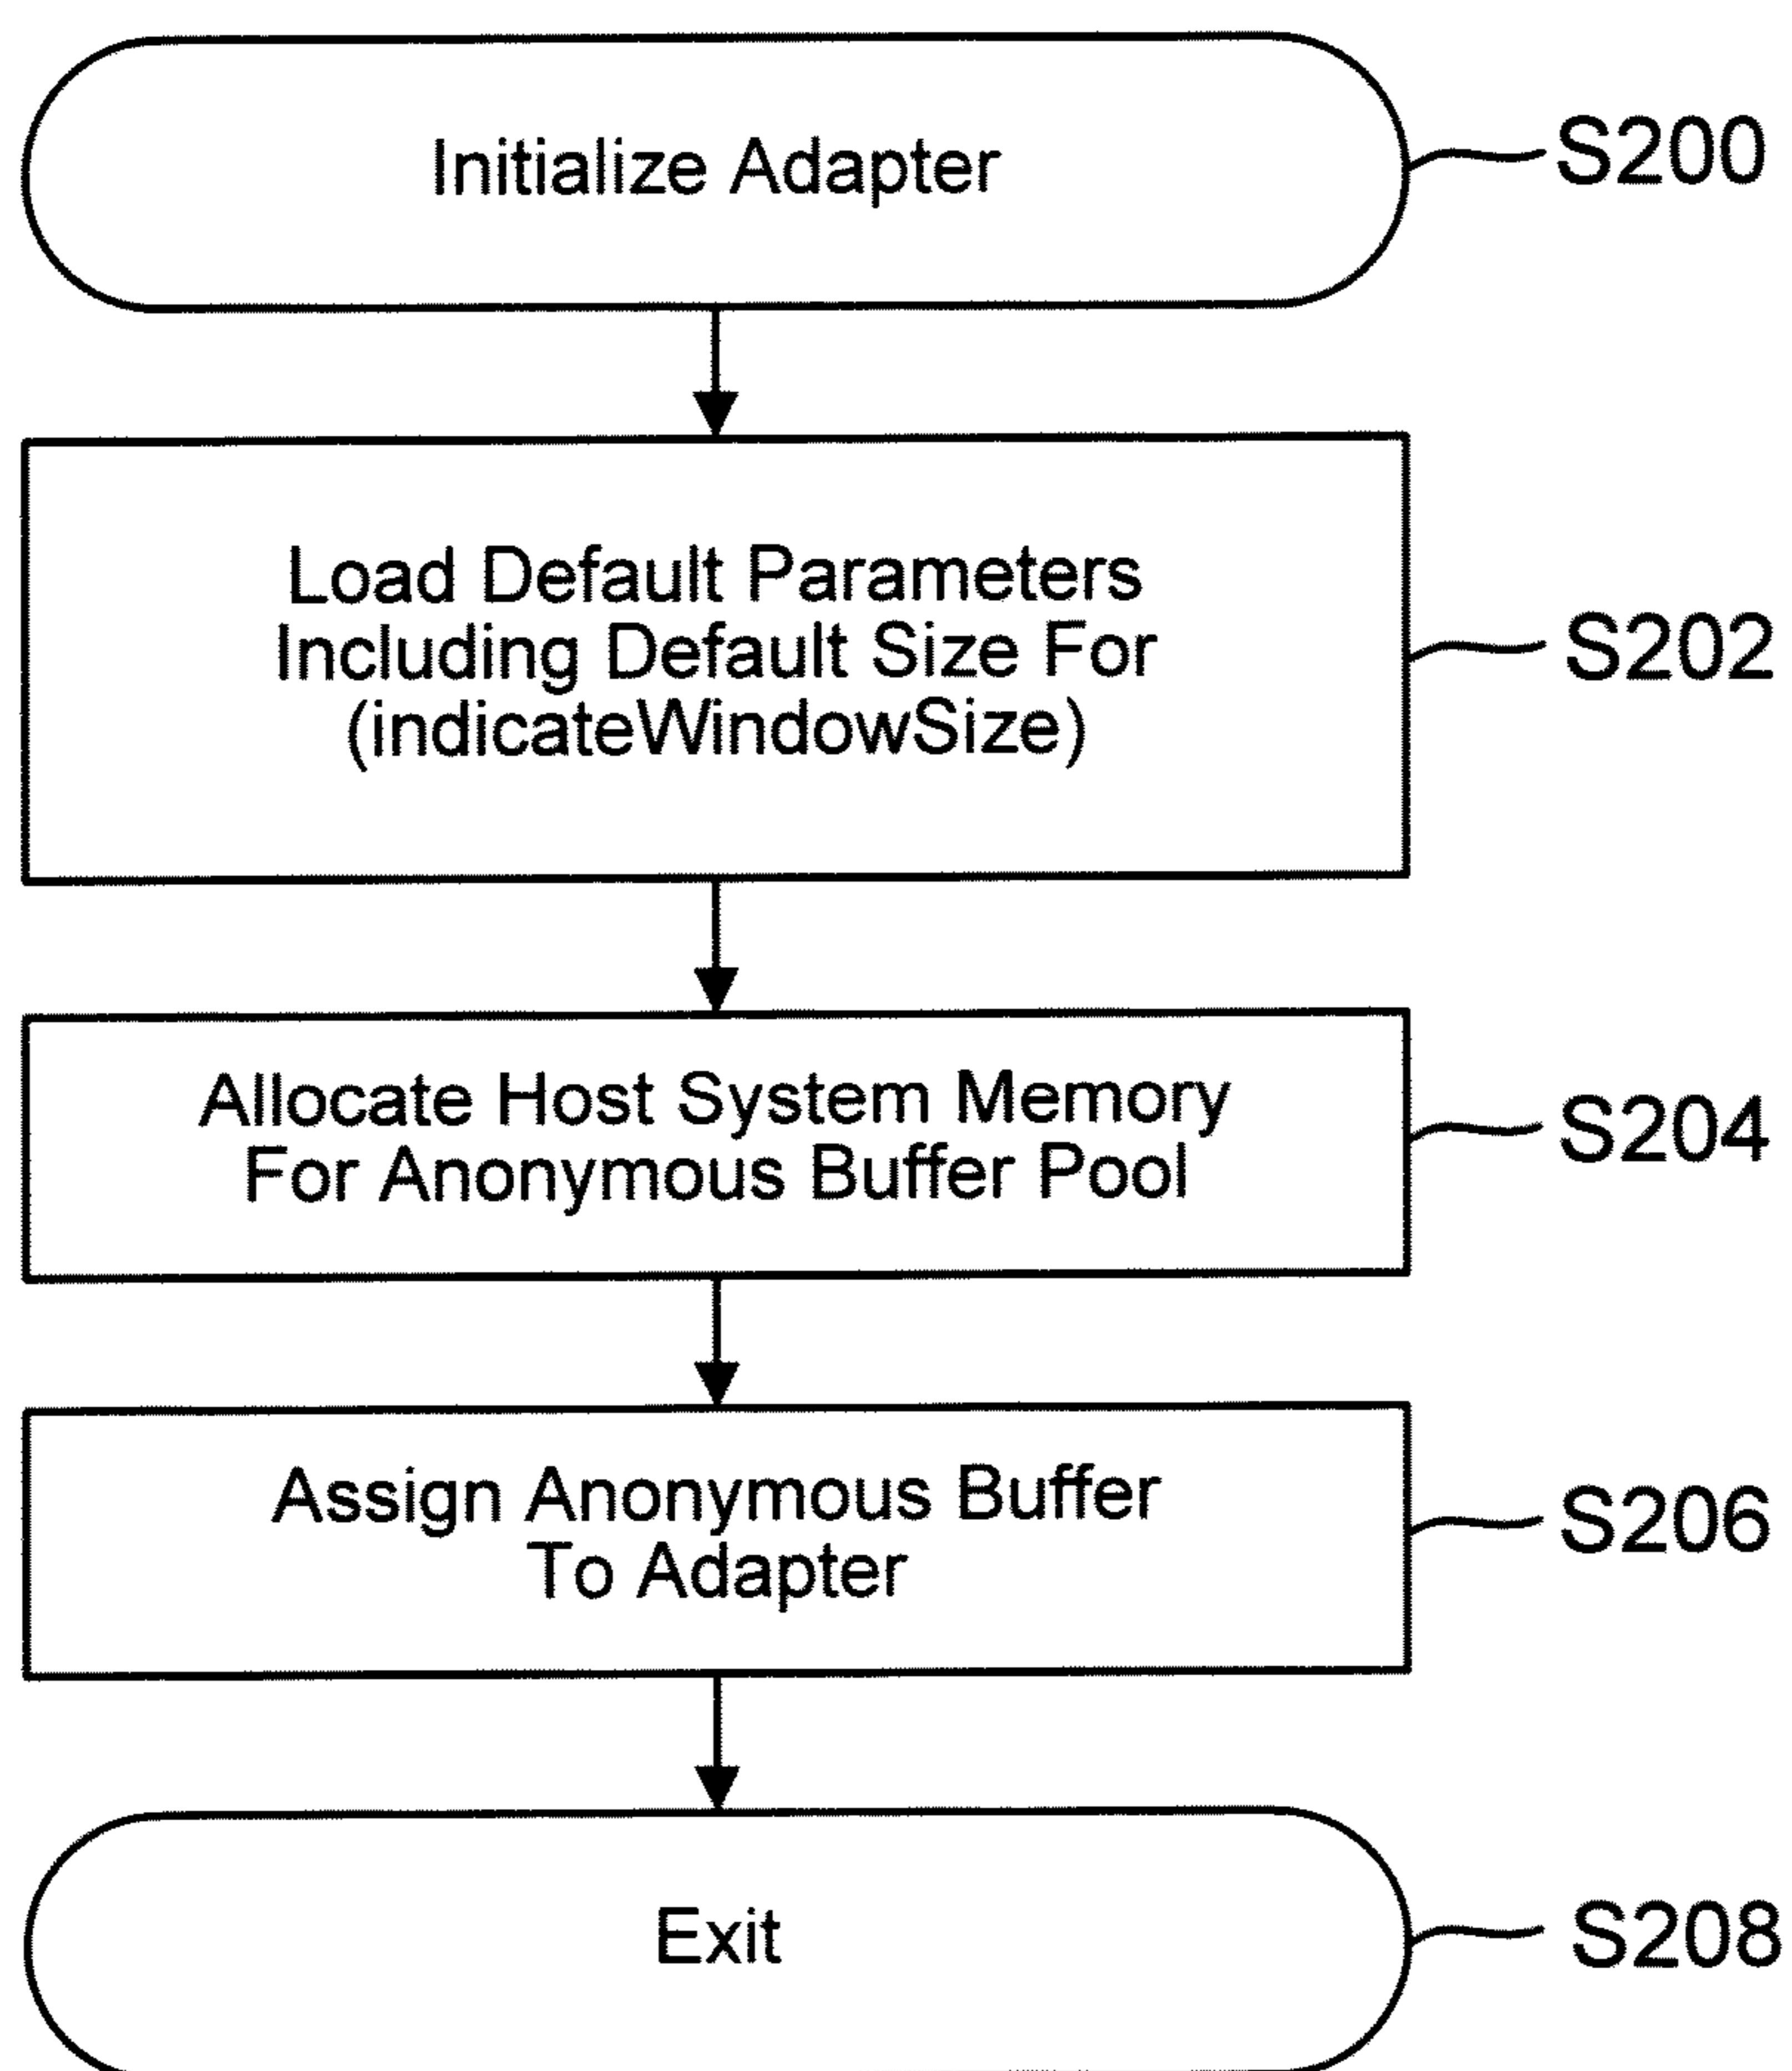 Initialize Adapter
S200
Load Default Parameters
Including Default Size For
(indicateWindowSize)
S202
Allocate Host System Memory
For Anonymous Buffer Pool
S204
Assign Anonymous Buffer
To Adapter
S206
Exit
S208